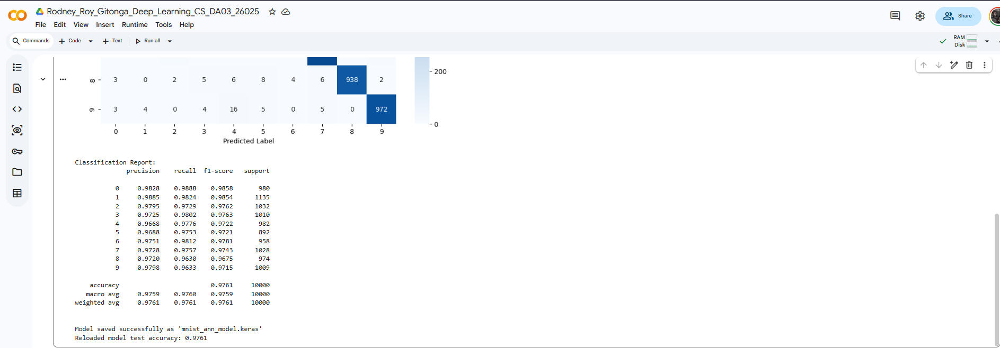 Rodney_Roy_Gitonga_Deep_Learning_CS_DA03_26025
File Edit View Insert Runtime Tools Help
Share
Commands + Code + Text Run all
RAM
Disk
200
8 3 0 2 5 6 8 4 6 938 2
9 3 4 0 4 16 5 0 5 0 972
0
0 1 2 3 4 5 6 7 8 9
Predicted Label
Classification Report:
precision recall f1-score support
0 0.9828 0.9888 0.9858 980
1 0.9885 0.9824 0.9854 1135
2 0.9795 0.9729 0.9762 1032
3 0.9725 0.9802 0.9763 1010
4 0.9668 0.9776 0.9722 982
5 0.9688 0.9753 0.9721 892
6 0.9751 0.9812 0.9781 958
7 0.9728 0.9757 0.9743 1028
8 0.9720 0.9630 0.9675 974
9 0.9798 0.9633 0.9715 1009
accuracy 0.9761 10000
macro avg 0.9759 0.9760 0.9759 10000
weighted avg 0.9761 0.9761 0.9761 10000
Model saved successfully as 'mnist_ann_model.keras'
Reloaded model test accuracy: 0.9761